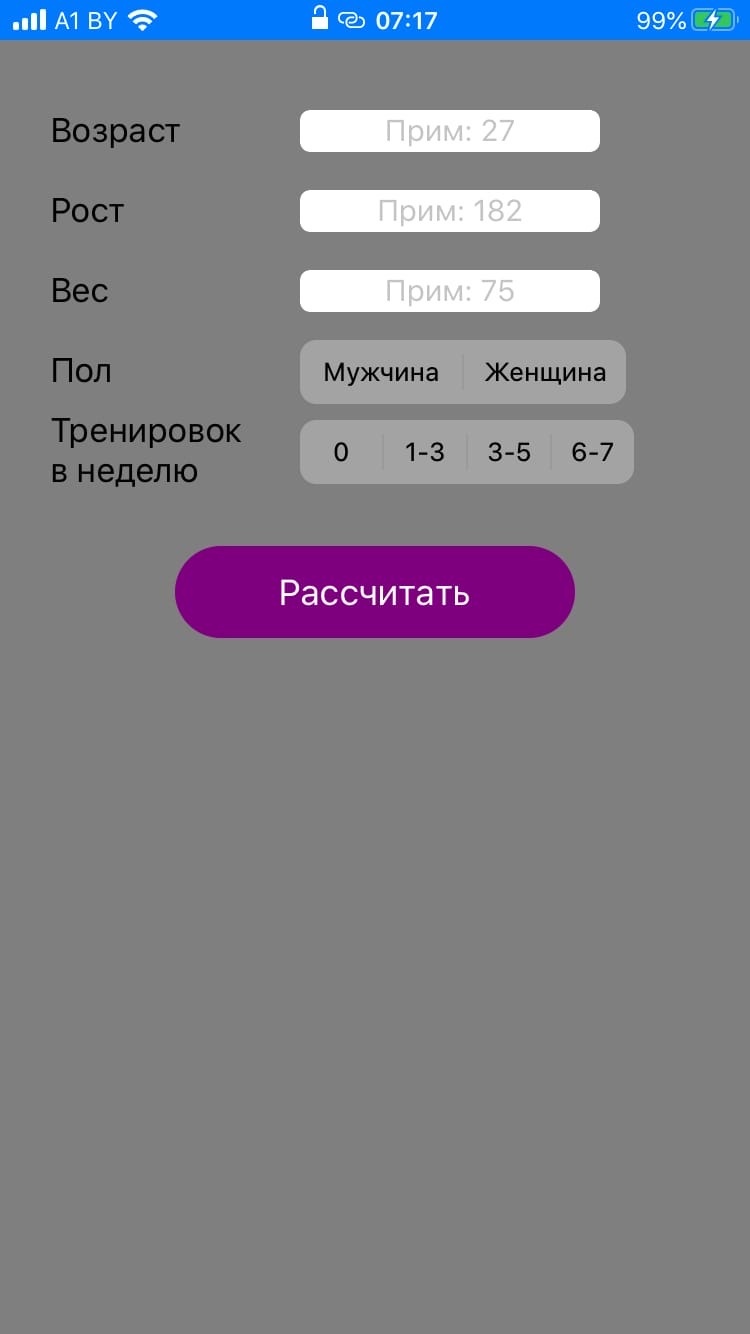 A1 BY 07:17 99%
Возраст Прим: 27
Рост Прим: 182
Вес Прим: 75
Пол Мужчина Женщина
Тренировок
в неделю 0 1-3 3-5 6-7
Рассчитать